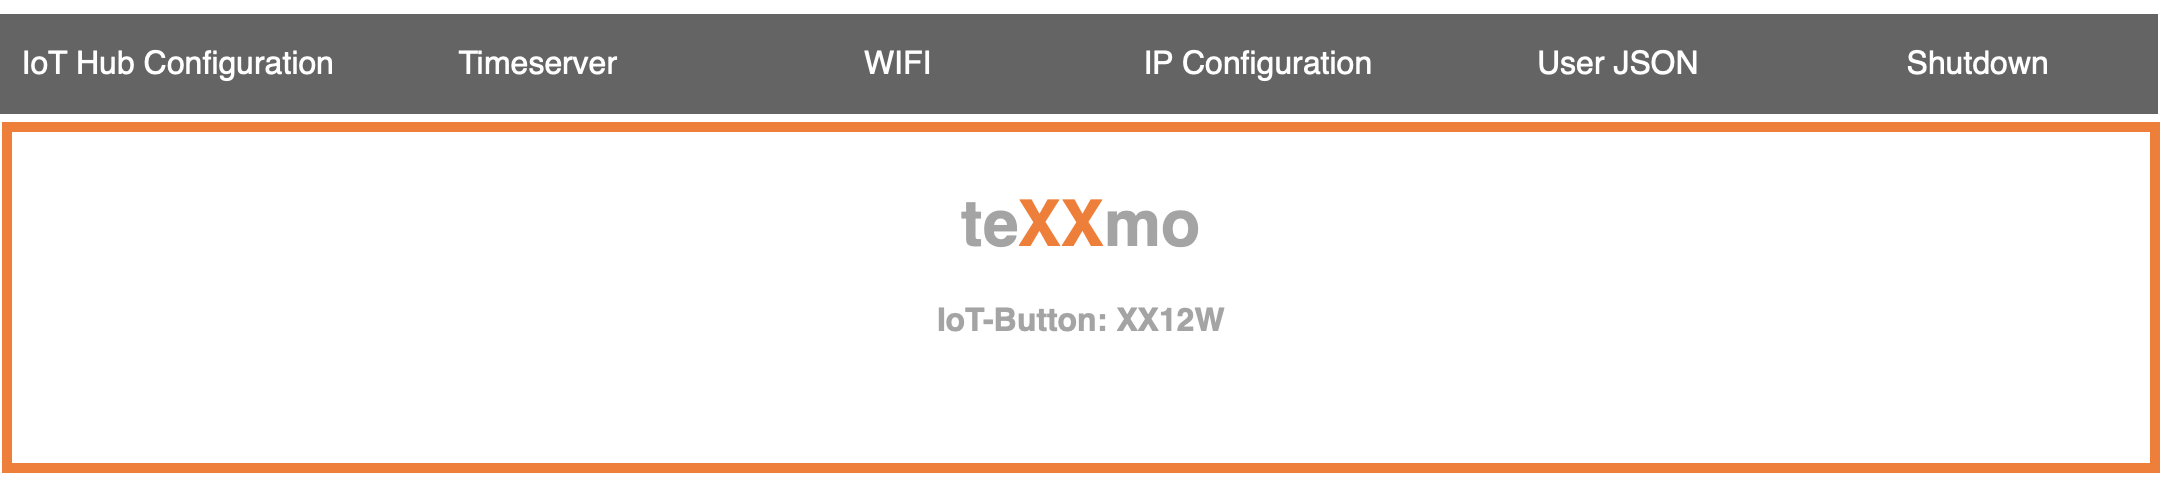 IoT Hub Configuration Timeserver WIFI IP Configuration User JSON Shutdown
teXXmo
IoT-Button: XX12W